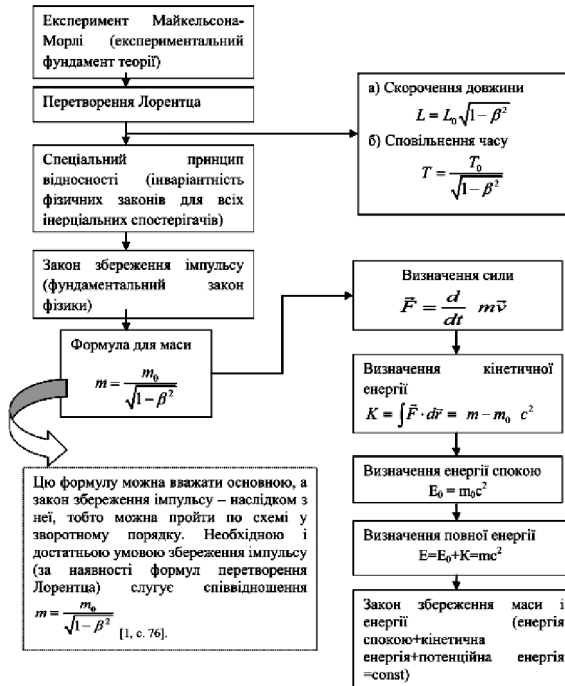 Експеримент Майкельсона-
Морлі (експериментальний
фундамент теорії)
Перетворення Лорентца
Спеціальний принцип
відносності (інваріантність
фізичних законів для всіх
інерціальних спостерігачів)
Закон збереження імпульсу
(фундаментальний закон
фізики)
Формула для маси
m = m₀ / √(1 − β²)
Цю формулу можна вважати основною, а
закон збереження імпульсу – наслідком з
неї, тобто можна пройти по схемі у
зворотному порядку. Необхідною і
достатньою умовою збереження імпульсу
(за наявності формул перетворення
Лорентца) слугує співвідношення
m = m₀ / √(1 − β²) [1, с. 76].
а) Скорочення довжини
L = L₀√(1 − β²)
б) Сповільнення часу
T = T₀ / √(1 − β²)
Визначення сили
F⃗ = d/dt mv⃗
Визначення кінетичної
енергії
K = ∫F⃗ · dr⃗ = m − m₀ c²
Визначення енергії спокою
E₀ = m₀c²
Визначення повної енергії
E=E₀+K=mc²
Закон збереження маси і
енергії (енергія
спокою+кінетична
енергія+потенційна енергія
=const)